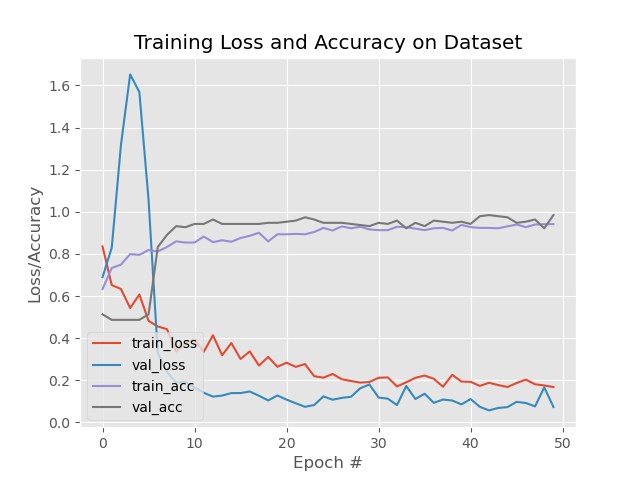 Training Loss and Accuracy on Dataset
Loss/Accuracy
1.6
1.4
1.2
1.0
0.8
0.6
0.4
0.2
0.0
train_loss
val_loss
train_acc
val_acc
0 10 20 30 40 50
Epoch #